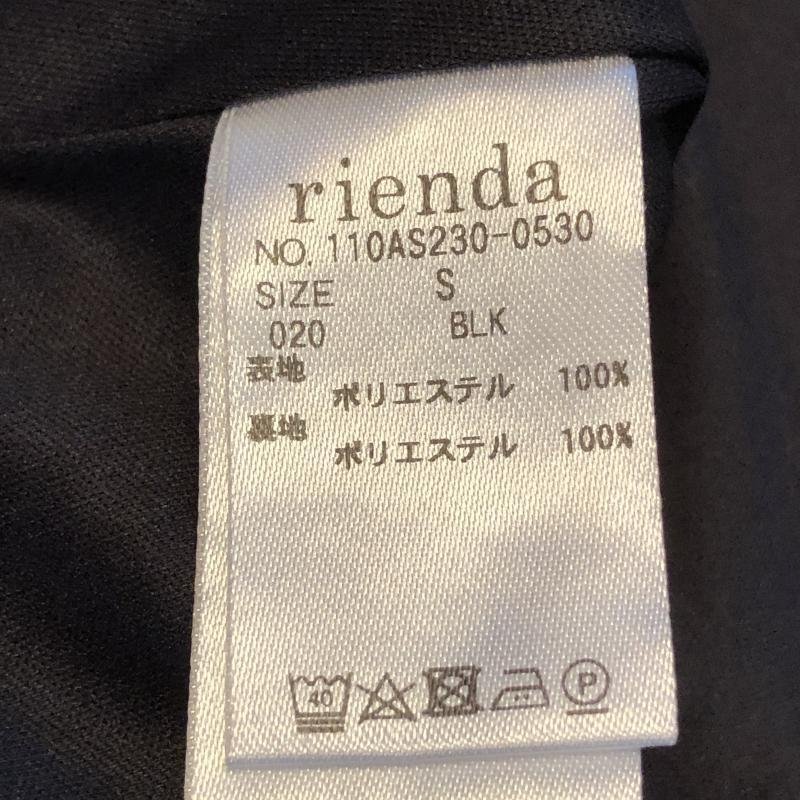 rienda
NO. 110AS230-0530
SIZE S
020 BLK
表地
ポリエステル 100%
裏地
ポリエステル 100%
40 P